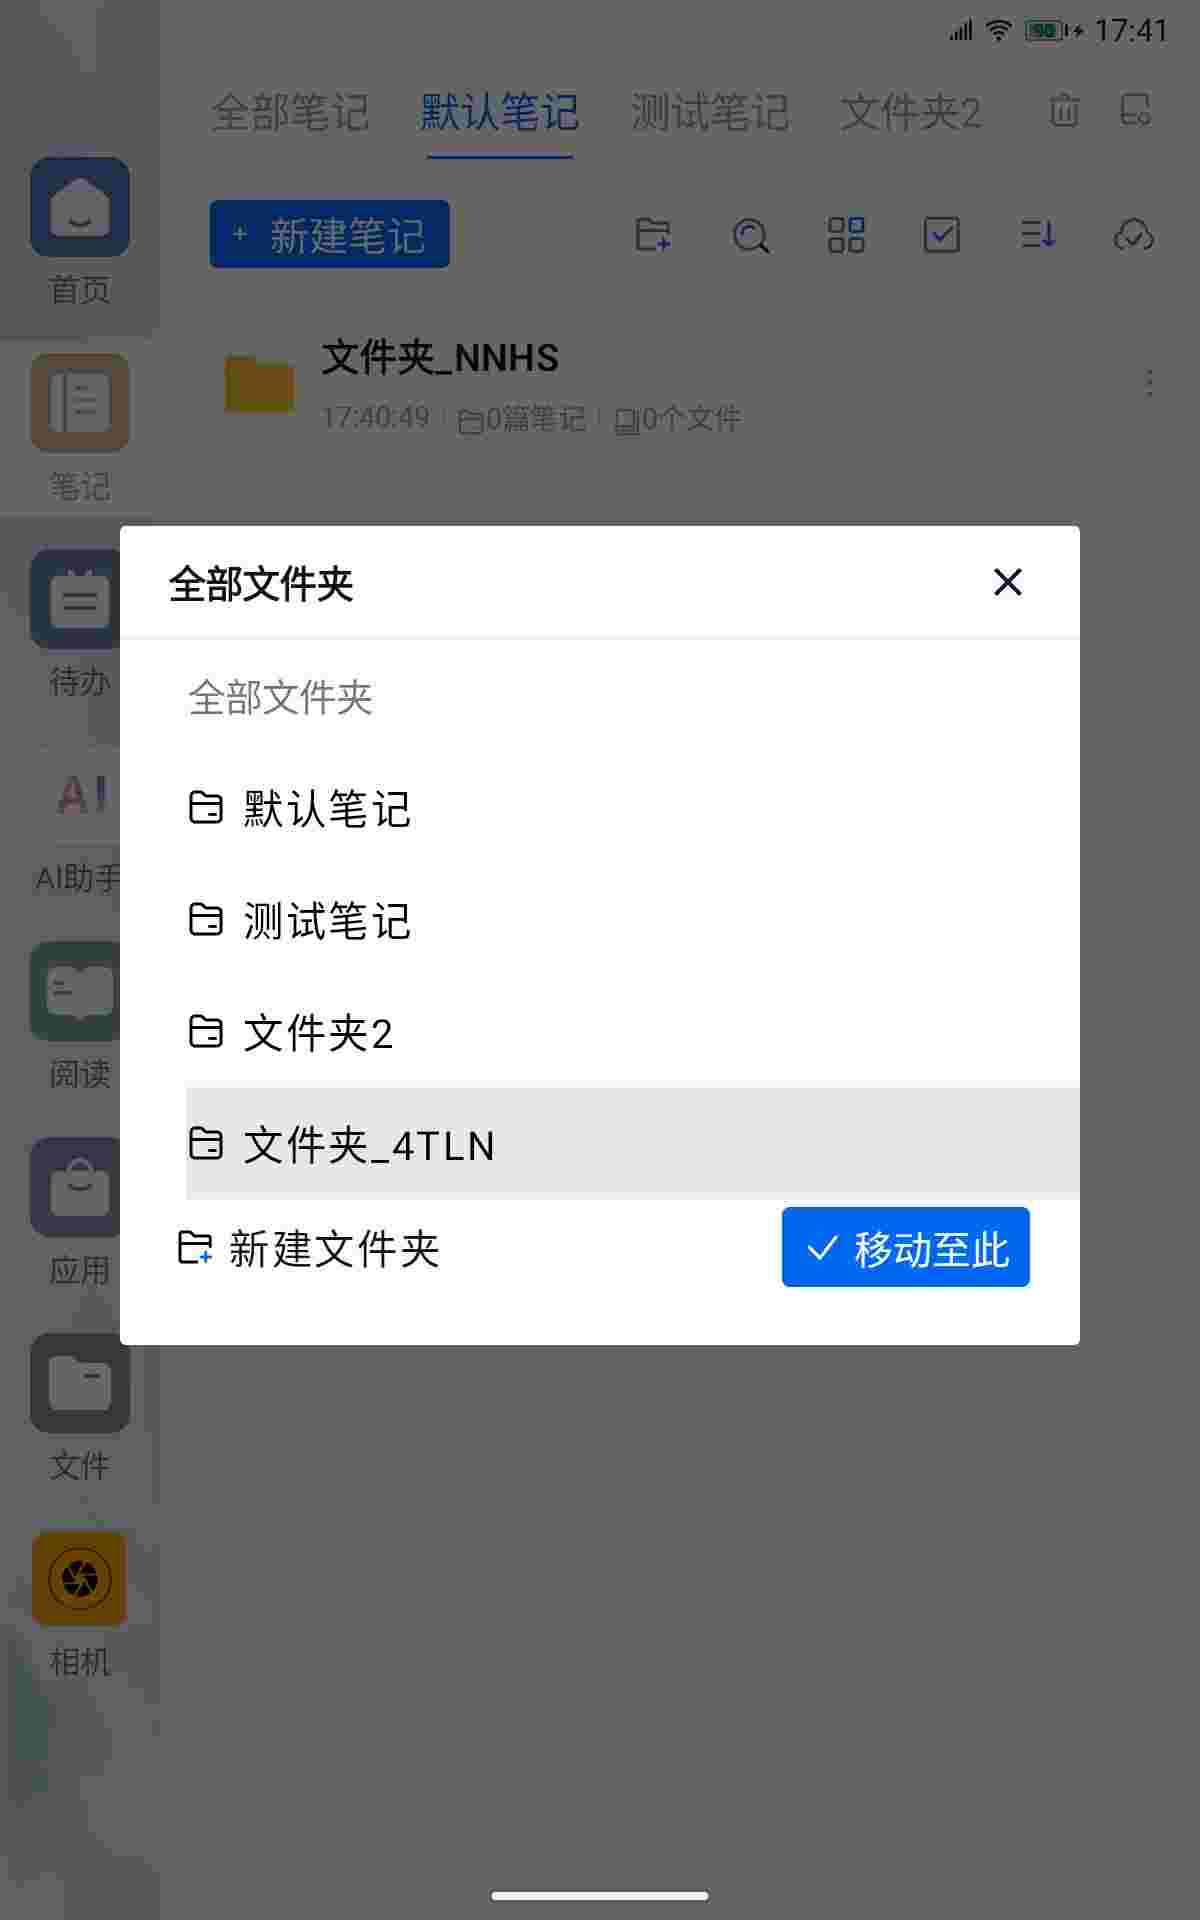 90 17:41
全部笔记 默认笔记 测试笔记 文件夹2
+ 新建笔记
首页
文件夹_NNHS
17:40:49 0篇笔记 0个文件
笔记
全部文件夹
全部文件夹
待办
默认笔记
AI
AI助手
测试笔记
文件夹2
阅读
文件夹_4TLN
新建文件夹 移动至此
应用
文件
相机